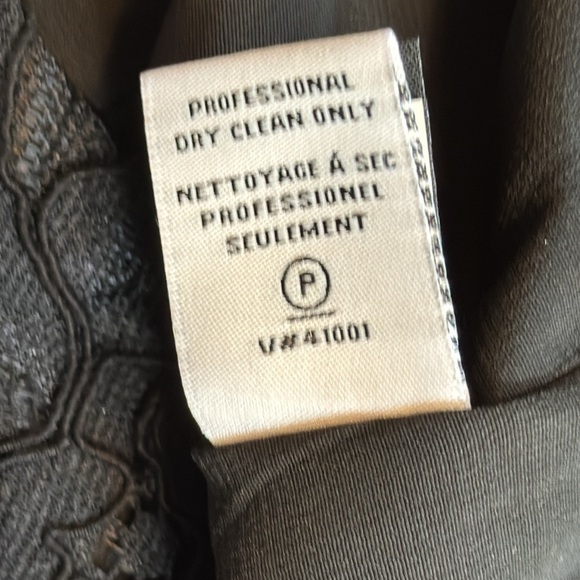 PROFESSIONAL
DRY CLEAN ONLY
NETTOYAGE Á SEC
PROFESSIONEL
SEULEMENT
P
V#41001